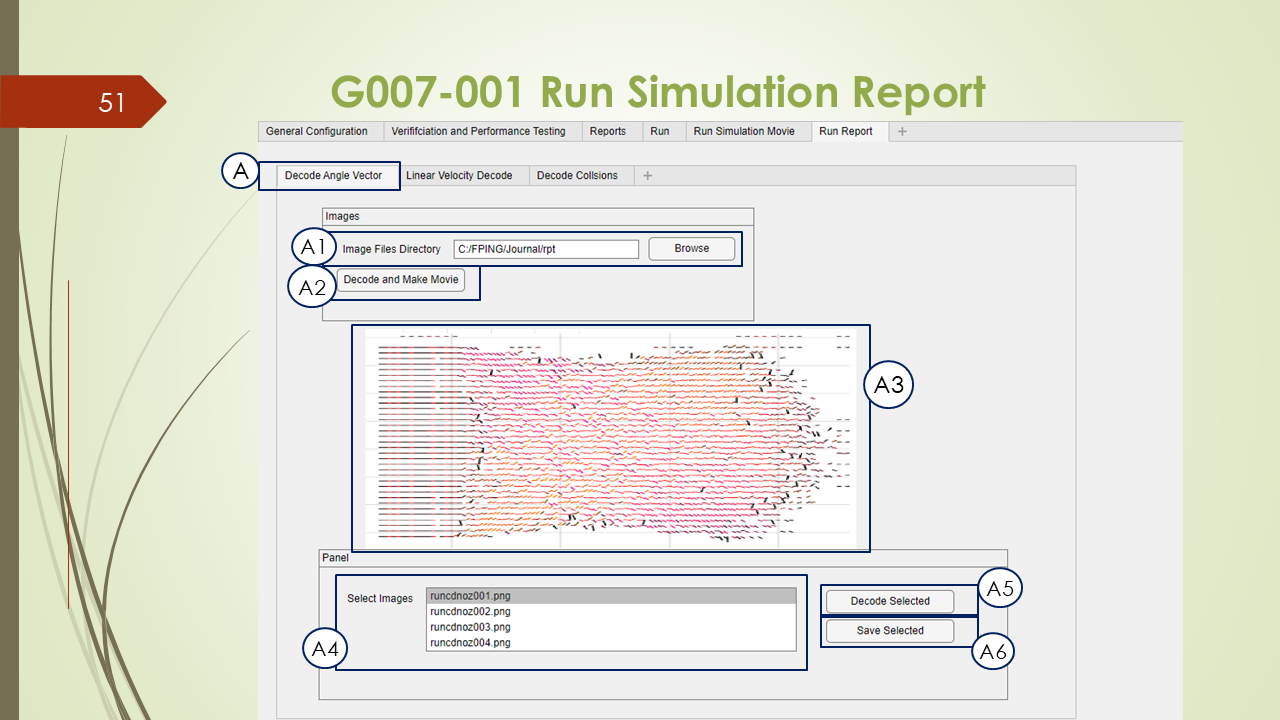 51
G007-001 Run Simulation Report
General Configuration Verififciation and Performance Testing Reports Run Run Simulation Movie Run Report +
A Decode Angle Vector Linear Velocity Decode Decode Collsions +
Images
A1 Image Files Directory C:/FPING/Journal/rpt Browse
A2 Decode and Make Movie
A3
Panel
Select Images
runcdnoz001.png
runcdnoz002.png
runcdnoz003.png
runcdnoz004.png
A4
Decode Selected A5
Save Selected A6